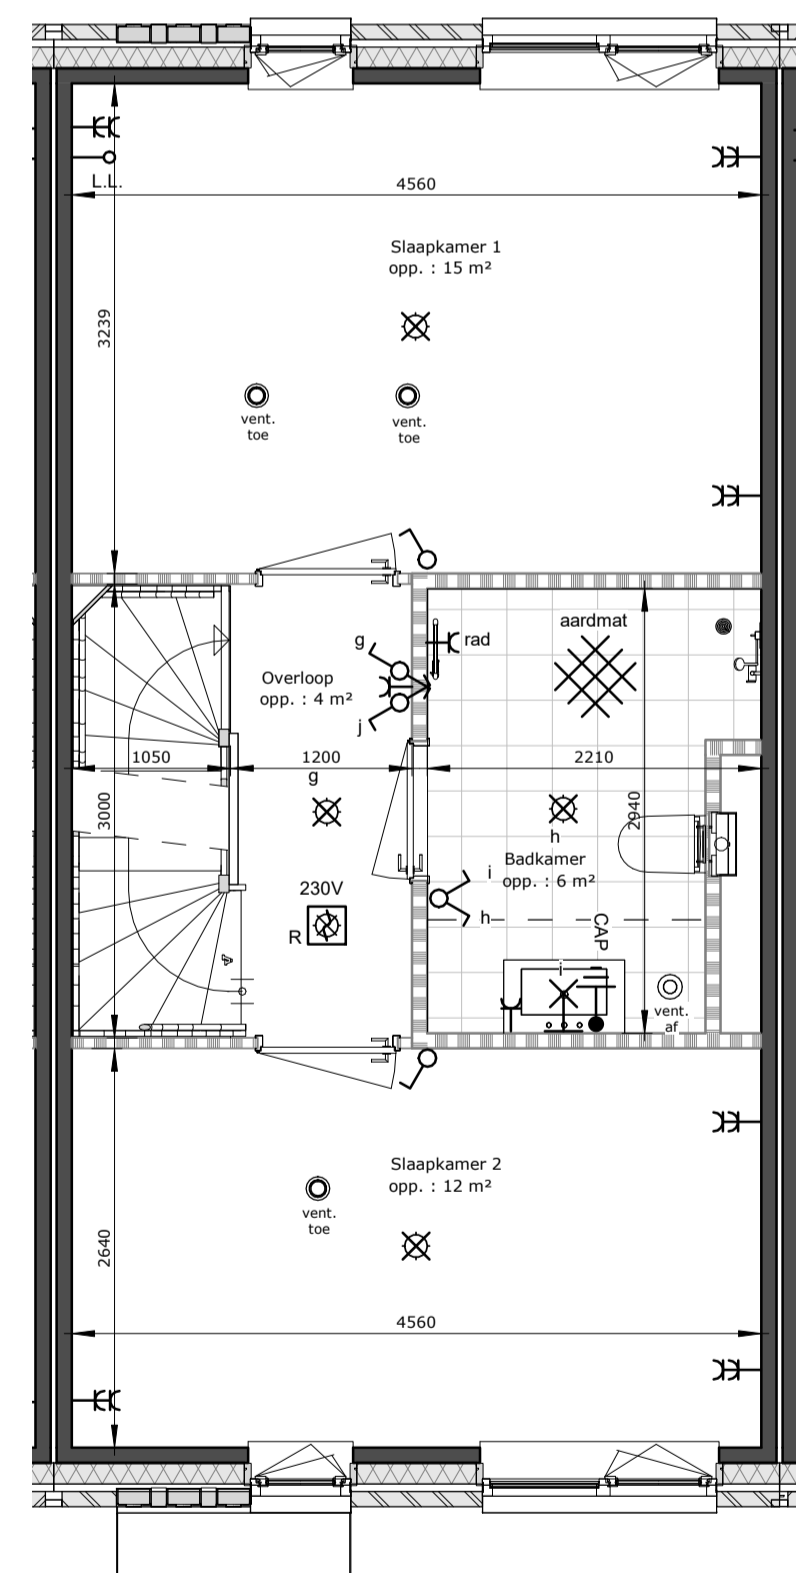 L.L.
4560
Slaapkamer 1
opp. : 15 m²
3239
vent.
toe
vent.
toe
aardmat
g
rad
Overloop
opp. : 4 m²
j
1050
1200
2210
g
3000
2940
h
Badkamer
opp. : 6 m²
i
230V
h
CAP
R
A
i
vent.
af
Slaapkamer 2
opp. : 12 m²
vent.
toe
2640
4560